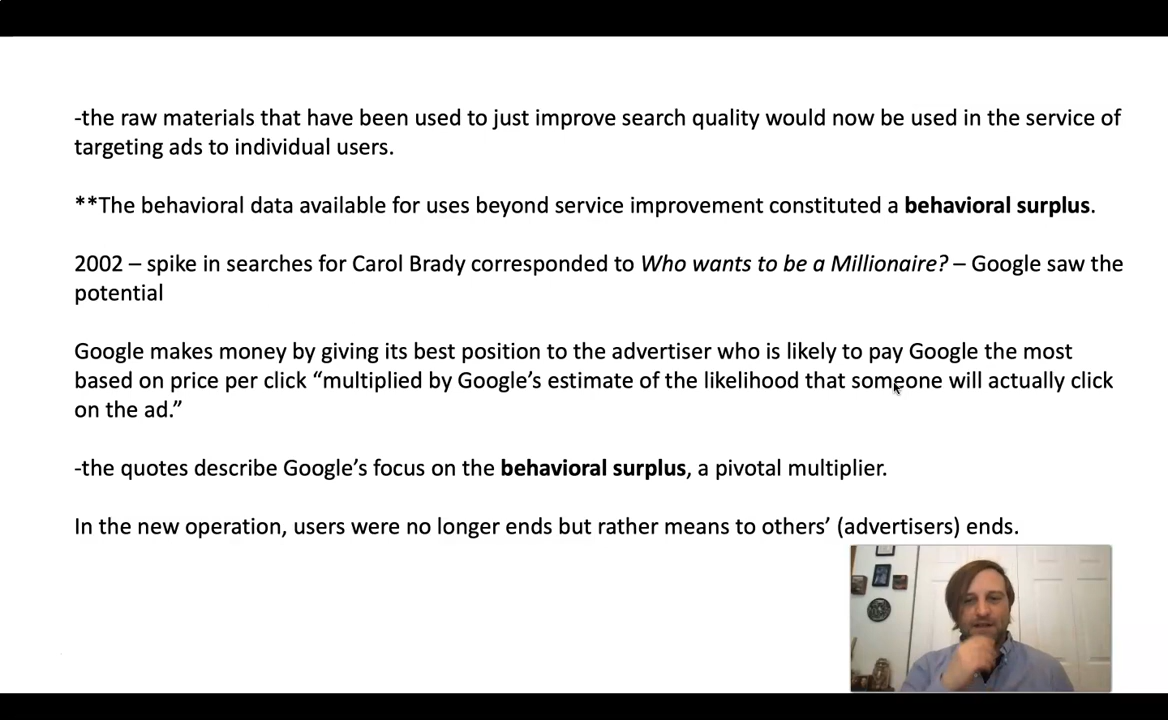 -the raw materials that have been used to just improve search quality would now be used in the service of
targeting ads to individual users.
**The behavioral data available for uses beyond service improvement constituted a behavioral surplus.
2002 – spike in searches for Carol Brady corresponded to Who wants to be a Millionaire? – Google saw the
potential
Google makes money by giving its best position to the advertiser who is likely to pay Google the most
based on price per click “multiplied by Google’s estimate of the likelihood that someone will actually click
on the ad.”
-the quotes describe Google’s focus on the behavioral surplus, a pivotal multiplier.
In the new operation, users were no longer ends but rather means to others’ (advertisers) ends.